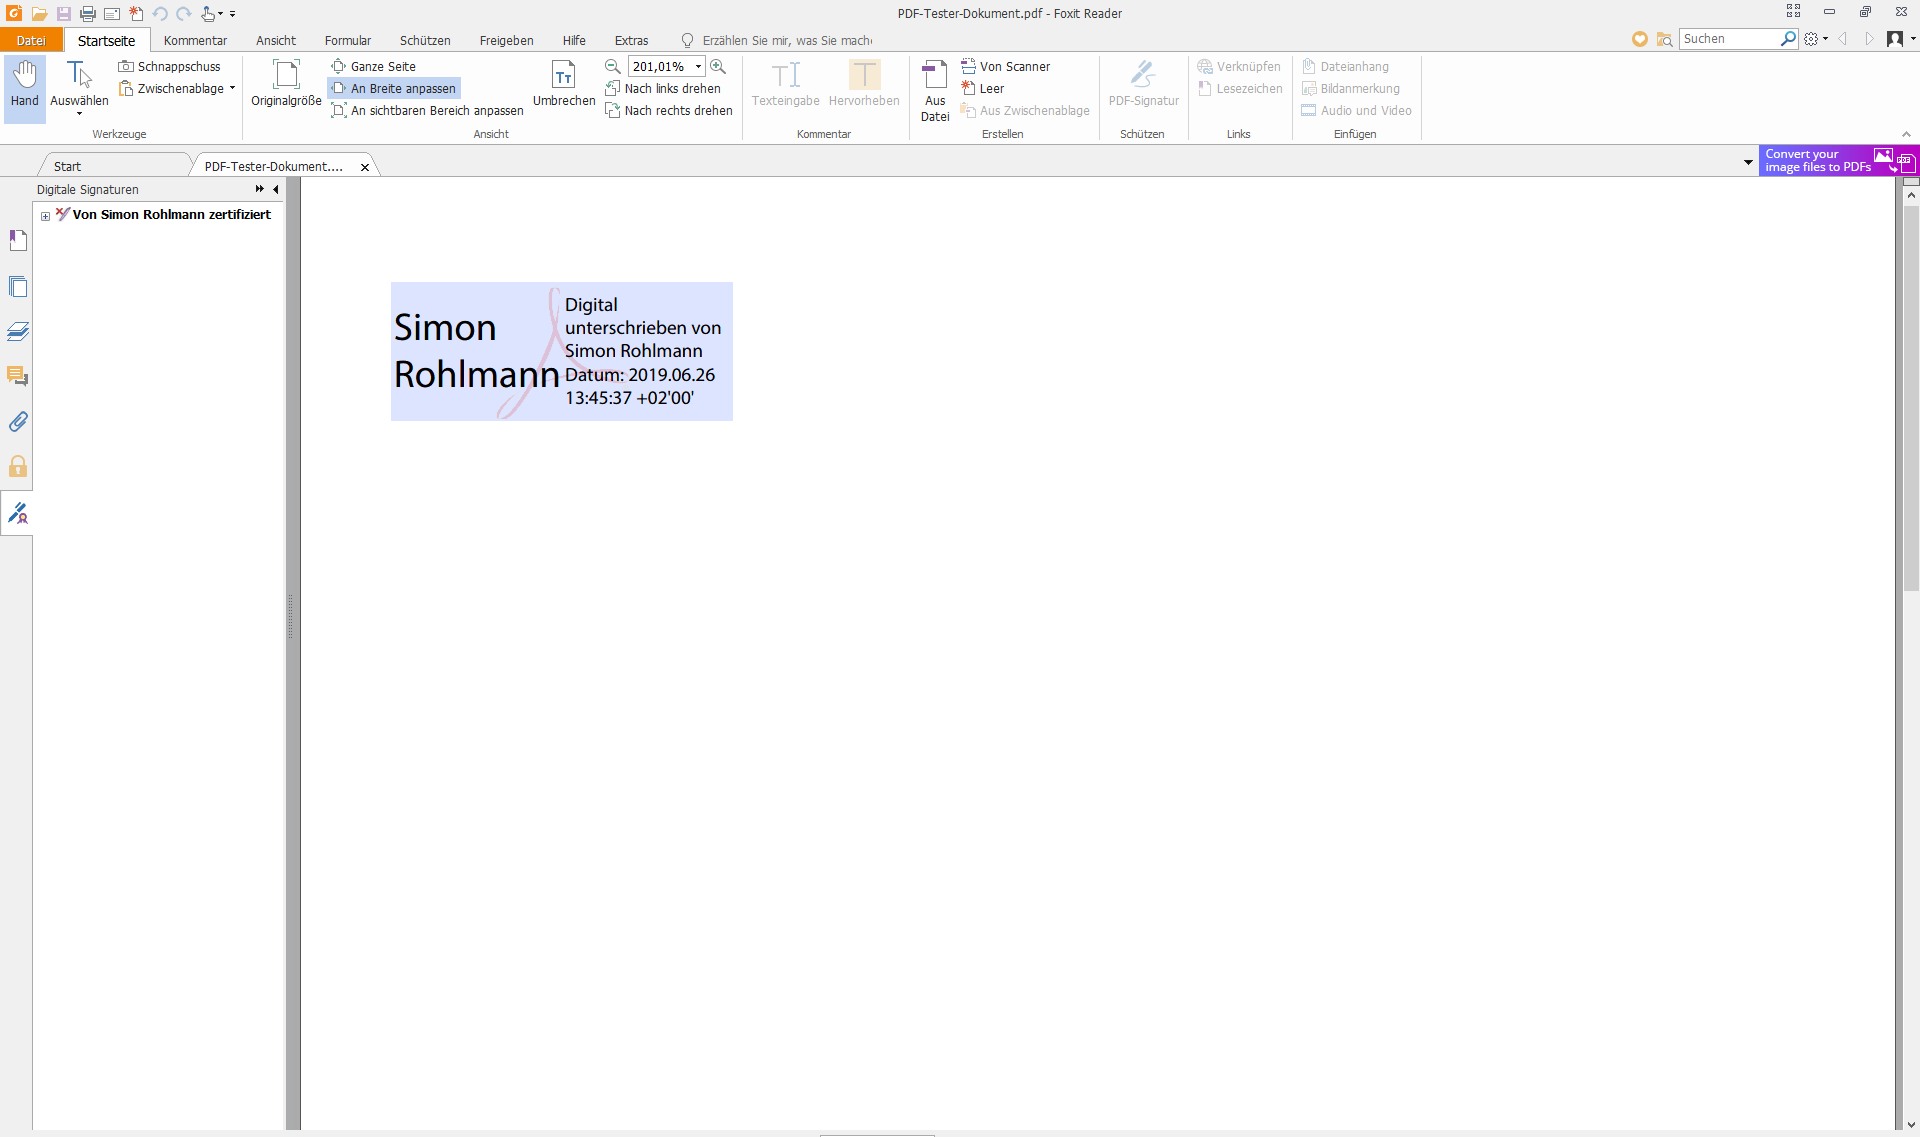 PDF-Tester-Dokument.pdf - Foxit Reader
Datei Startseite Kommentar Ansicht Formular Schützen Freigeben Hilfe Extras Erzählen Sie mir, was Sie mach Suchen
Hand
Auswählen
Schnappschuss
Zwischenablage
Werkzeuge
Originalgröße
Ganze Seite
An Breite anpassen
An sichtbaren Bereich anpassen
Umbrechen
201,01%
Nach links drehen
Nach rechts drehen
Ansicht
Texteingabe
Hervorheben
Kommentar
Aus
Datei
Von Scanner
Leer
Aus Zwischenablage
Erstellen
PDF-Signatur
Schützen
Verknüpfen
Lesezeichen
Links
Dateianhang
Bildanmerkung
Audio und Video
Einfügen
Start
PDF-Tester-Dokument....
Convert your
image files to PDFs
PDF
Digitale Signaturen
Von Simon Rohlmann zertifiziert
Simon
Rohlmann
Digital
unterschrieben von
Simon Rohlmann
Datum: 2019.06.26
13:45:37 +02'00'